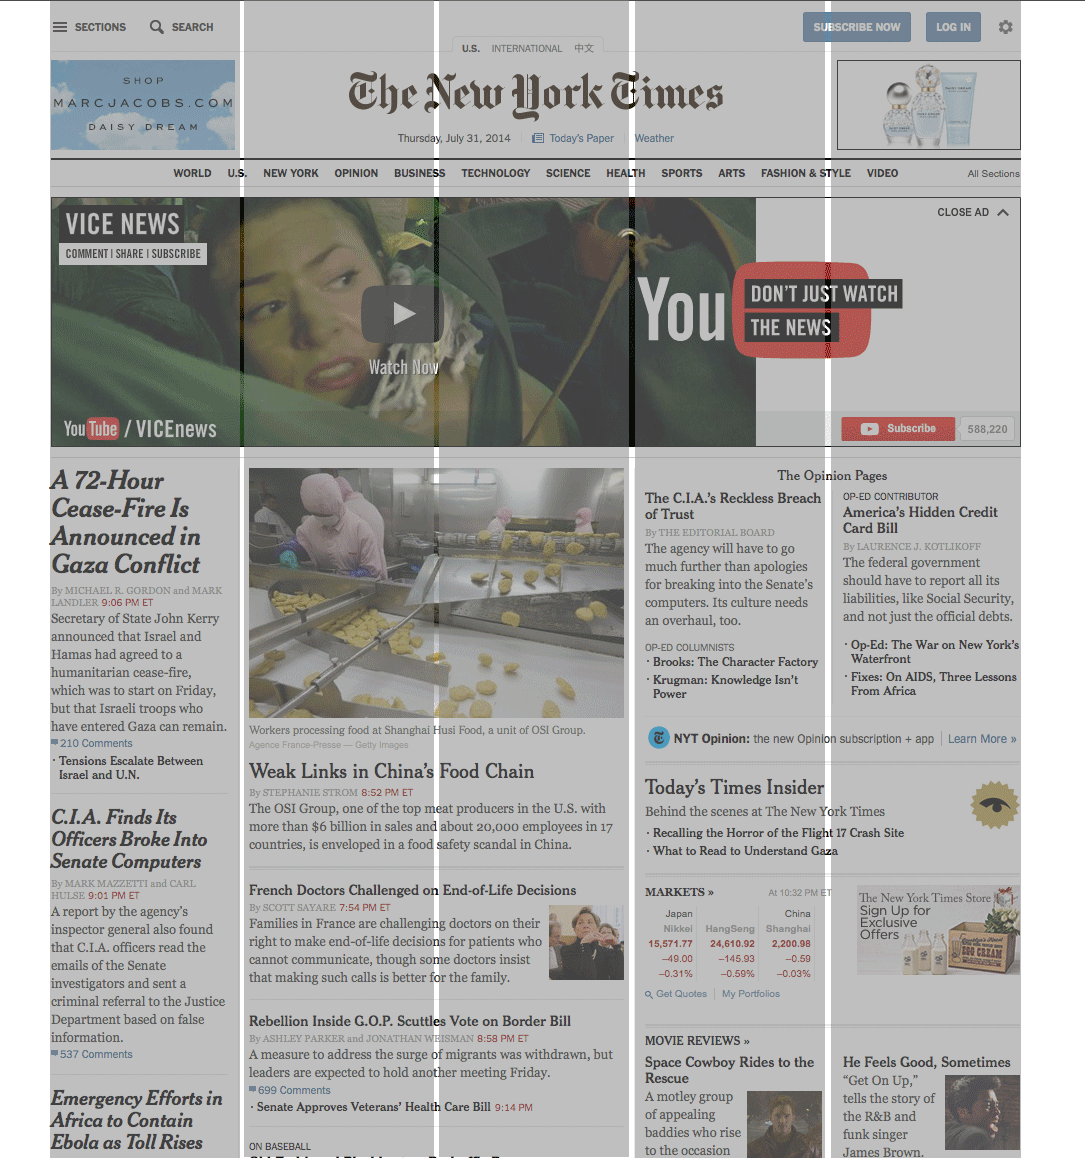 SECTIONS
SEARCH
SUBSCRIBE NOW
LOG IN
U.S.
INTERNATIONAL
中文
SHOP
MARCJACOBS.COM
DAISY DREAM
The New York Times
Thursday, July 31, 2014
Today's Paper
Weather
WORLD U.S. NEW YORK OPINION BUSINESS TECHNOLOGY SCIENCE HEALTH SPORTS ARTS FASHION & STYLE VIDEO
All Sections
VICE NEWS
COMMENT | SHARE | SUBSCRIBE
CLOSE AD
You
DON'T JUST WATCH
THE NEWS
Watch Now
YouTube / VICEnews
Subscribe
588,220
A 72-Hour
Cease-Fire Is
Announced in
Gaza Conflict
By MICHAEL R. GORDON and MARK
LANDLER 9:06 PM ET
Secretary of State John Kerry
announced that Israel and
Hamas had agreed to a
humanitarian cease-fire,
which was to start on Friday,
but that Israeli troops who
have entered Gaza can remain.
210 Comments
· Tensions Escalate Between
Israel and U.N.
C.I.A. Finds Its
Officers Broke Into
Senate Computers
By MARK MAZZETTI and CARL
HULSE 9:01 PM ET
A report by the agency's
inspector general also found
that C.I.A. officers read the
emails of the Senate
investigators and sent a
criminal referral to the Justice
Department based on false
information.
537 Comments
Emergency Efforts in
Africa to Contain
Ebola as Toll Rises
Workers processing food at Shanghai Husi Food, a unit of OSI Group.
Agence France-Presse — Getty Images
Weak Links in China's Food Chain
By STEPHANIE STROM 8:52 PM ET
The OSI Group, one of the top meat producers in the U.S. with
more than $6 billion in sales and about 20,000 employees in 17
countries, is enveloped in a food safety scandal in China.
French Doctors Challenged on End-of-Life Decisions
By SCOTT SAYARE 7:54 PM ET
Families in France are challenging doctors on their
right to make end-of-life decisions for patients who
cannot communicate, though some doctors insist
that making such calls is better for the family.
Rebellion Inside G.O.P. Scuttles Vote on Border Bill
By ASHLEY PARKER and JONATHAN WEISMAN 8:58 PM ET
A measure to address the surge of migrants was withdrawn, but
leaders are expected to hold another meeting Friday.
699 Comments
· Senate Approves Veterans' Health Care Bill 9:14 PM
ON BASEBALL
The Opinion Pages
The C.I.A.'s Reckless Breach
of Trust
By THE EDITORIAL BOARD
The agency will have to go
much further than apologies
for breaking into the Senate's
computers. Its culture needs
an overhaul, too.
OP-ED COLUMNISTS
· Brooks: The Character Factory
· Krugman: Knowledge Isn't
Power
OP-ED CONTRIBUTOR
America's Hidden Credit
Card Bill
By LAURENCE J. KOTLIKOFF
The federal government
should have to report all its
liabilities, like Social Security,
and not just the official debts.
· Op-Ed: The War on New York's
Waterfront
· Fixes: On AIDS, Three Lessons
From Africa
NYT Opinion: the new Opinion subscription + app
Learn More »
Today's Times Insider
Behind the scenes at The New York Times
· Recalling the Horror of the Flight 17 Crash Site
· What to Read to Understand Gaza
MARKETS »
At 10:32 PM ET
Japan China
Nikkei HangSeng Shanghai
15,571.77 24,610.92 2,200.98
–49.00 –145.93 –0.59
–0.31% –0.59% –0.03%
Get Quotes
My Portfolios
The New York Times Store
Sign Up for
Exclusive
Offers
EGG CREAM
MOVIE REVIEWS »
Space Cowboy Rides to the
Rescue
A motley group
of appealing
baddies who rise
to the occasion
He Feels Good, Sometimes
"Get On Up,"
tells the story of
the R&B and
funk singer
James Brown.